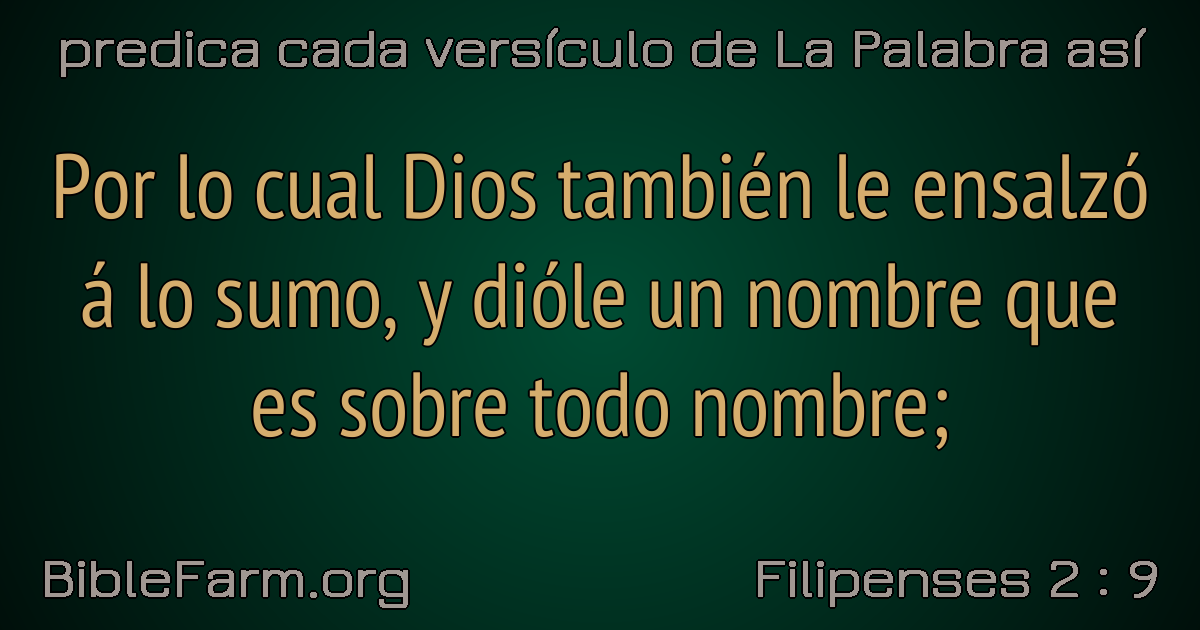 predica cada versículo de La Palabra así
Por lo cual Dios también le ensalzó
á lo sumo, y dióle un nombre que
es sobre todo nombre;
BibleFarm.org
Filipenses 2 : 9